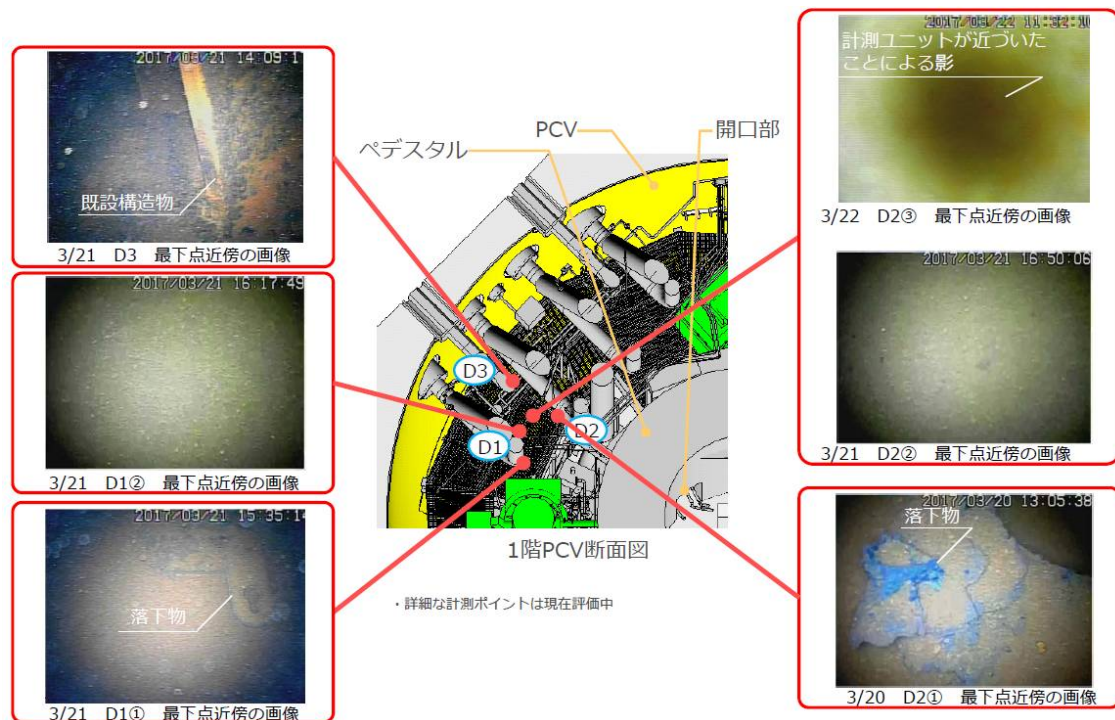 2017/03/21 14:09:1
既設構造物
3/21 D3 最下点近傍の画像
2017/03/21 16:17:49
3/21 D1② 最下点近傍の画像
2017/03/21 15:35:14
落下物
3/21 D1① 最下点近傍の画像
PCV
開口部
ペデスタル
D3
D1
D2
1階PCV断面図
・詳細な計測ポイントは現在評価中
2017/03/22 11:32:10
計測ユニットが近づいた
ことによる影
3/22 D2③ 最下点近傍の画像
2017/03/21 16:50:06
3/21 D2② 最下点近傍の画像
2017/03/20 13:05:38
落下物
3/20 D2① 最下点近傍の画像